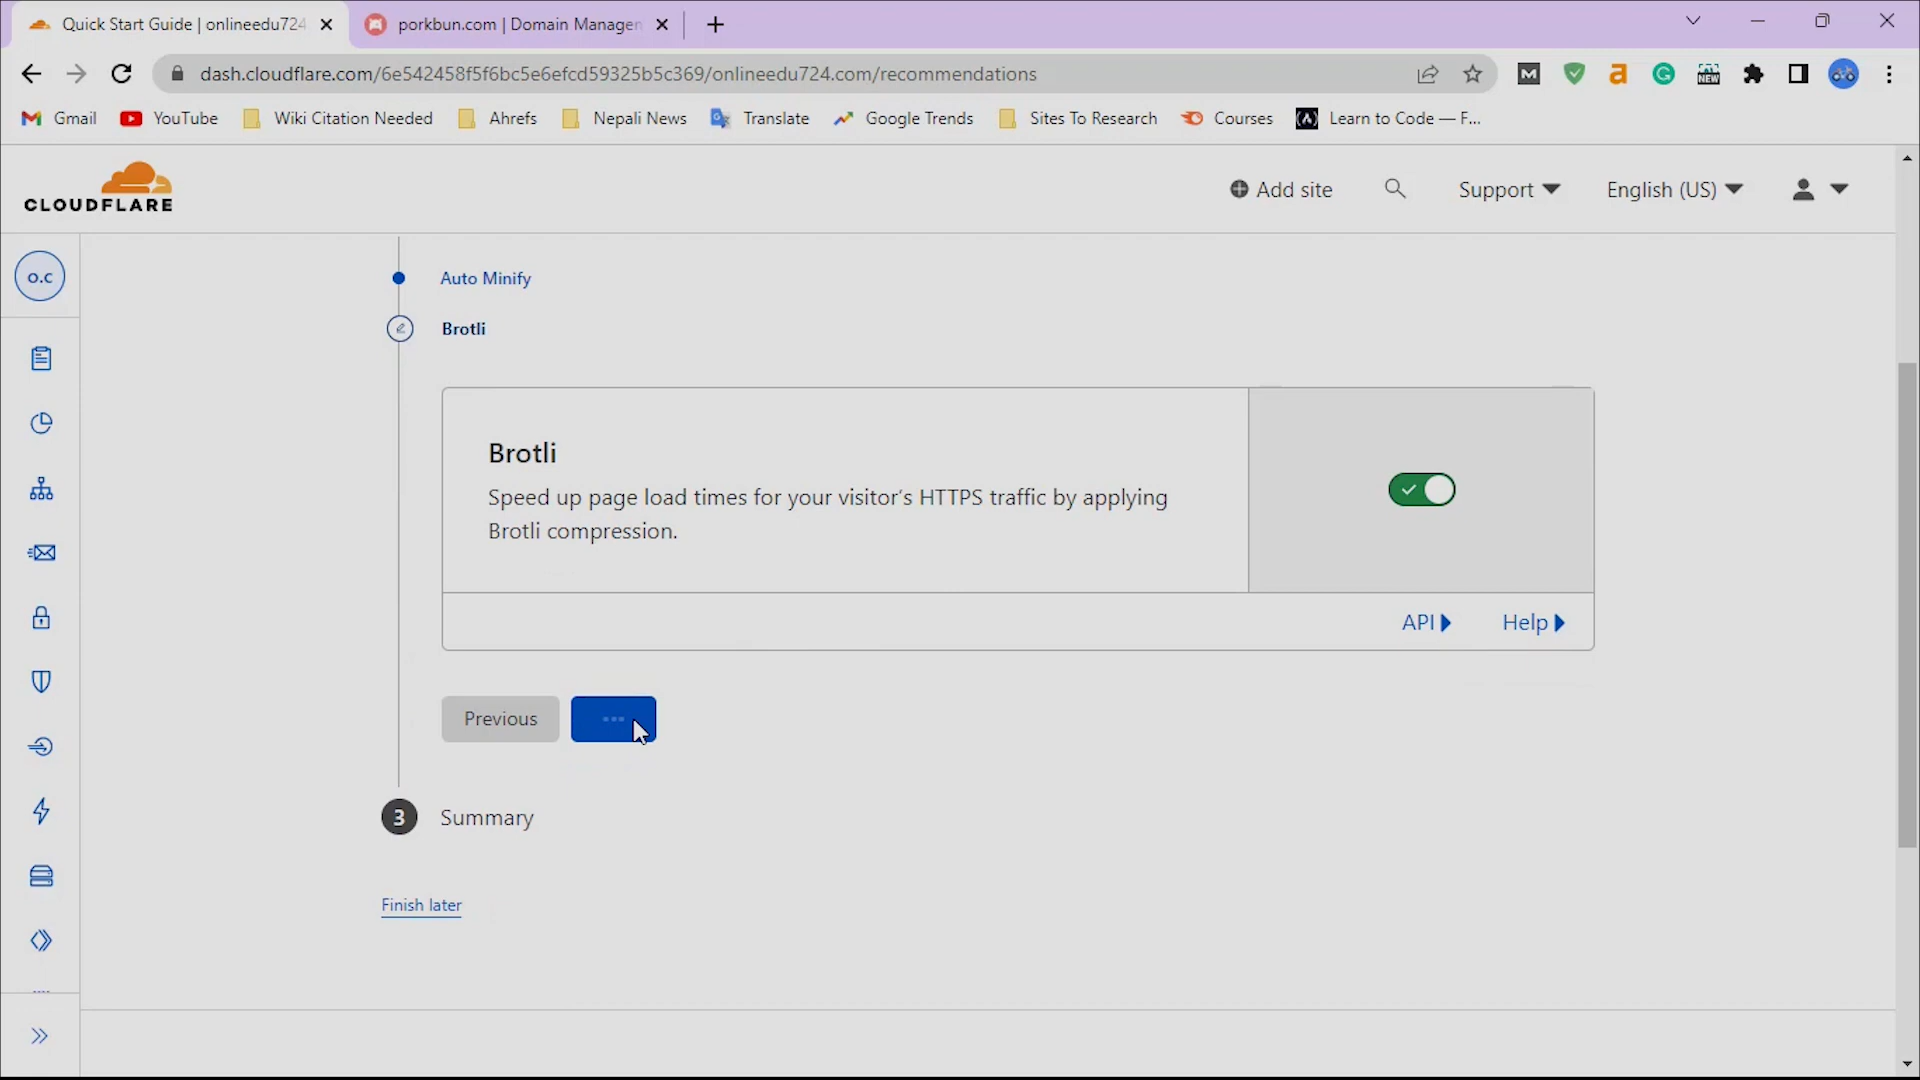 Quick Start Guide | onlineedu724
porkbun.com | Domain Managem
dash.cloudflare.com/6e542458f5f6bc5e6efcd59325b5c369/onlineedu724.com/recommendations
Gmail YouTube Wiki Citation Needed Ahrefs Nepali News Translate Google Trends Sites To Research Courses Learn to Code — F...
CLOUDFLARE
Add site Support English (US)
o.c
Auto Minify
Brotli
Brotli
Speed up page load times for your visitor's HTTPS traffic by applying
Brotli compression.
API Help
Previous
3 Summary
Finish later